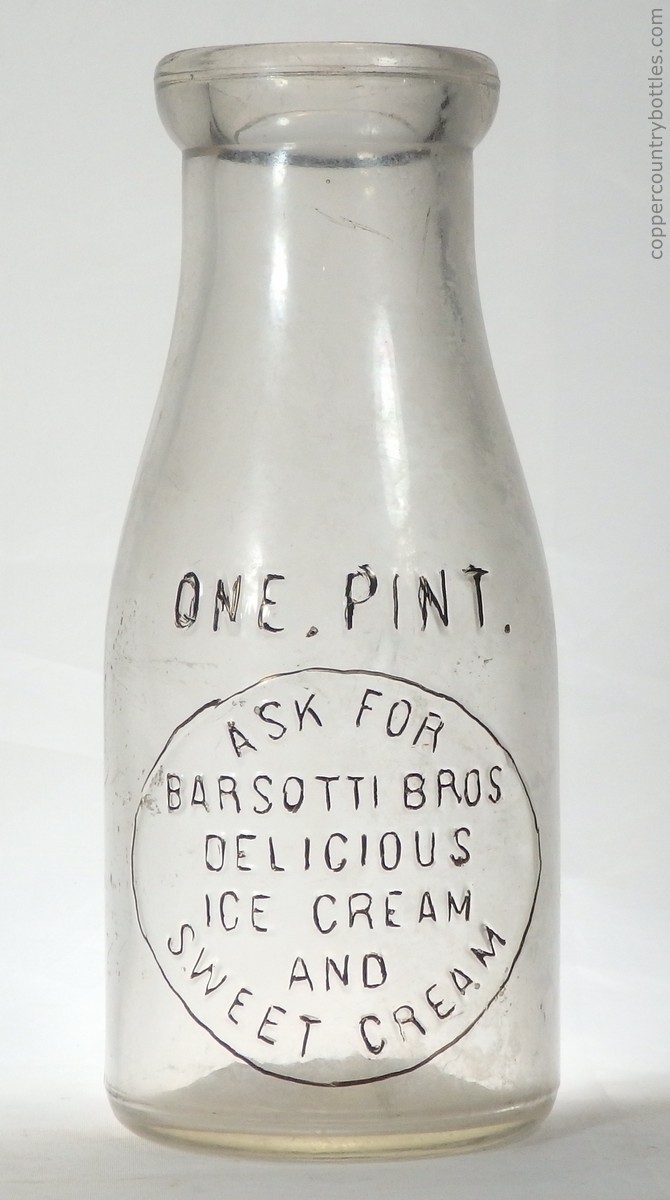 coppercountrybottles.com
ONE. PINT.
ASK FOR
BARSOTTI BROS
DELICIOUS
ICE CREAM
AND
SWEET CREAM